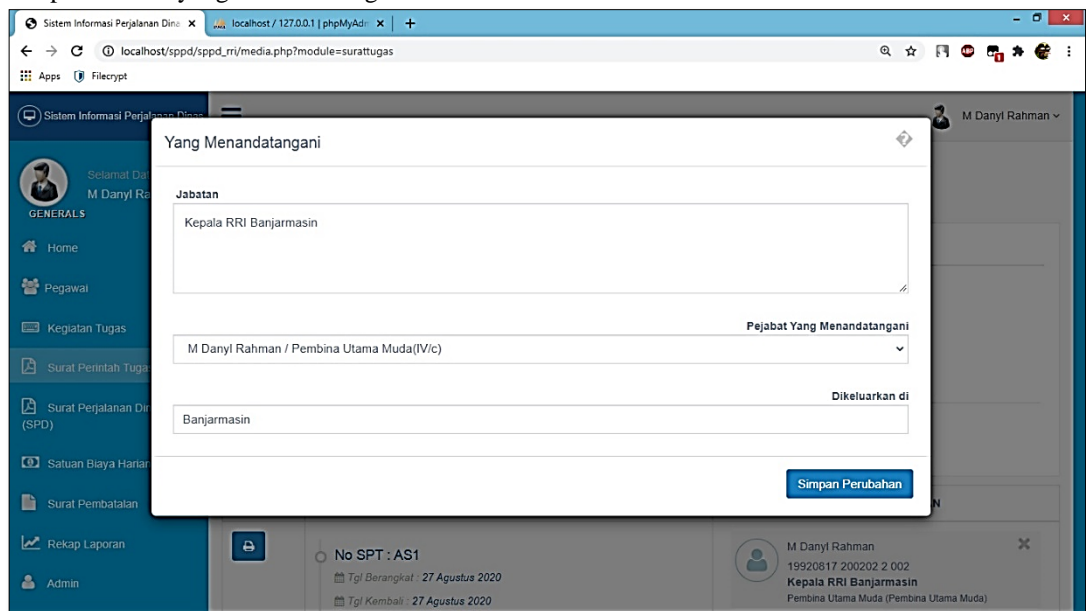 Sistem Informasi Perjalanan Dina
localhost / 127.0.0.1 | phpMyAdm
localhost/sppd/sppd_rri/media.php?module=surattugas
Apps
Filecrypt
Sistem Informasi Perjalanan Dinas
M Danyl Rahman
Selamat Dat
M Danyl Ra
GENERALS
Home
Pegawai
Kegiatan Tugas
Surat Perintah Tuga
Surat Perjalanan Din
(SPD)
Satuan Biaya Harian
Surat Pembatalan
Rekap Laporan
Admin
Yang Menandatangani
Jabatan
Kepala RRI Banjarmasin
Pejabat Yang Menandatangani
M Danyl Rahman / Pembina Utama Muda(IV/c)
Dikeluarkan di
Banjarmasin
Simpan Perubahan
N
No SPT : AS1
Tgl Berangkat : 27 Agustus 2020
Tgl Kembali : 27 Agustus 2020
M Danyl Rahman
19920817 200202 2 002
Kepala RRI Banjarmasin
Pembina Utama Muda (Pembina Utama Muda)